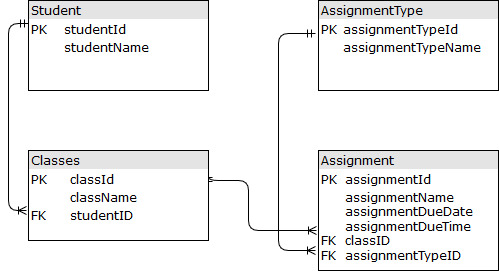 Student
PK studentId
studentName
AssignmentType
PK assignmentTypeId
assignmentTypeName
Classes
PK classId
className
FK studentID
Assignment
PK assignmentId
assignmentName
assignmentDueDate
assignmentDueTime
FK classID
FK assignmentTypeID